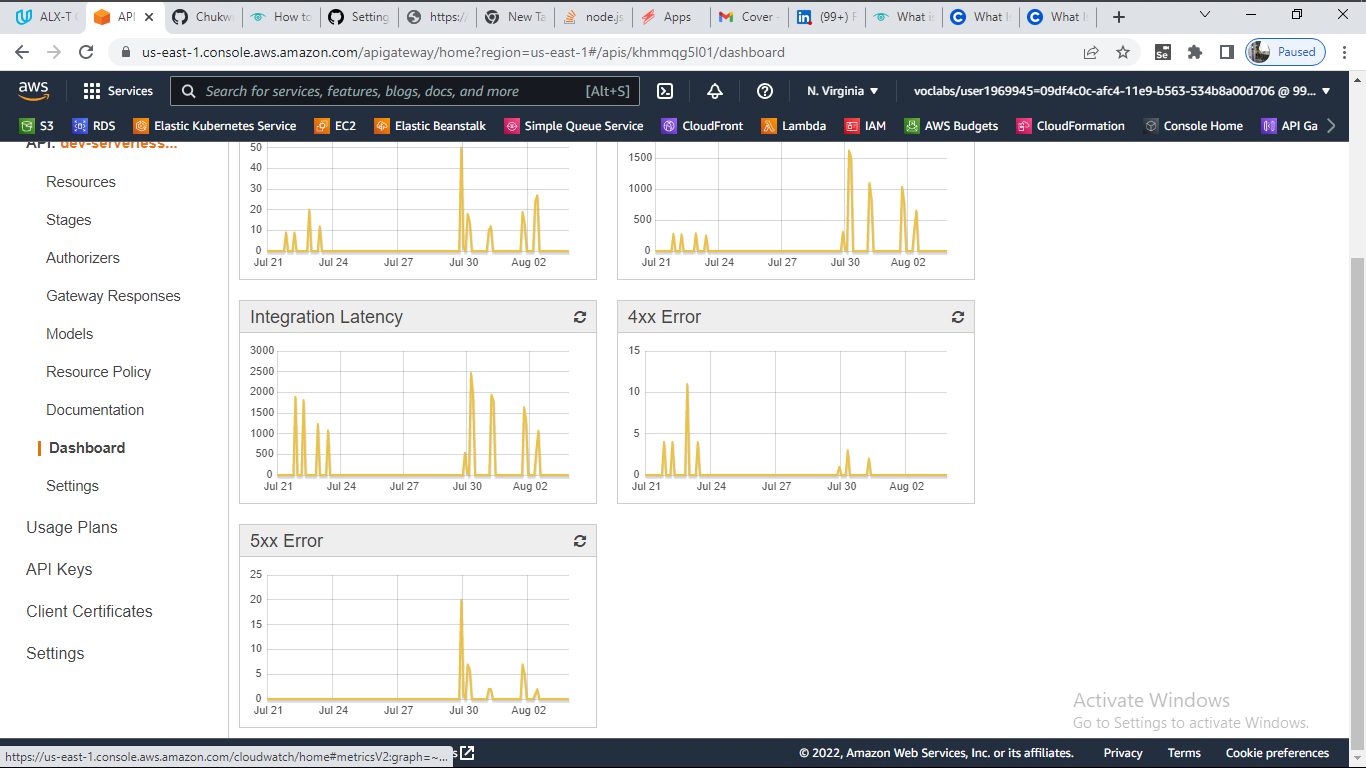 ALX-T
API
Chukw
How to
Setting
https:/
New Ta
node.js
Apps
Cover -
(99+) F
What i
What I
What I
us-east-1.console.aws.amazon.com/apigateway/home?region=us-east-1#/apis/khmmqg5l01/dashboard
Se
Paused
aws
Services
Search for services, features, blogs, docs, and more
[Alt+S]
N. Virginia
voclabs/user1969945=09df4c0c-afc4-11e9-b563-534b8a00d706 @ 99...
S3
RDS
Elastic Kubernetes Service
EC2
Elastic Beanstalk
Simple Queue Service
CloudFront
Lambda
IAM
AWS Budgets
CloudFormation
Console Home
API Ga
API: dev-serverless...
Resources
Stages
Authorizers
Gateway Responses
Models
Resource Policy
Documentation
Dashboard
Settings
Usage Plans
API Keys
Client Certificates
Settings
50
40
30
20
10
0
Jul 21 Jul 24 Jul 27 Jul 30 Aug 02
1500
1000
500
0
Jul 21 Jul 24 Jul 27 Jul 30 Aug 02
Integration Latency
3000
2500
2000
1500
1000
500
0
Jul 21 Jul 24 Jul 27 Jul 30 Aug 02
4xx Error
15
10
5
0
Jul 21 Jul 24 Jul 27 Jul 30 Aug 02
5xx Error
25
20
15
10
5
0
Jul 21 Jul 24 Jul 27 Jul 30 Aug 02
Activate Windows
Go to Settings to activate Windows.
https://us-east-1.console.aws.amazon.com/cloudwatch/home#metricsV2:graph=~...
© 2022, Amazon Web Services, Inc. or its affiliates.
Privacy
Terms
Cookie preferences